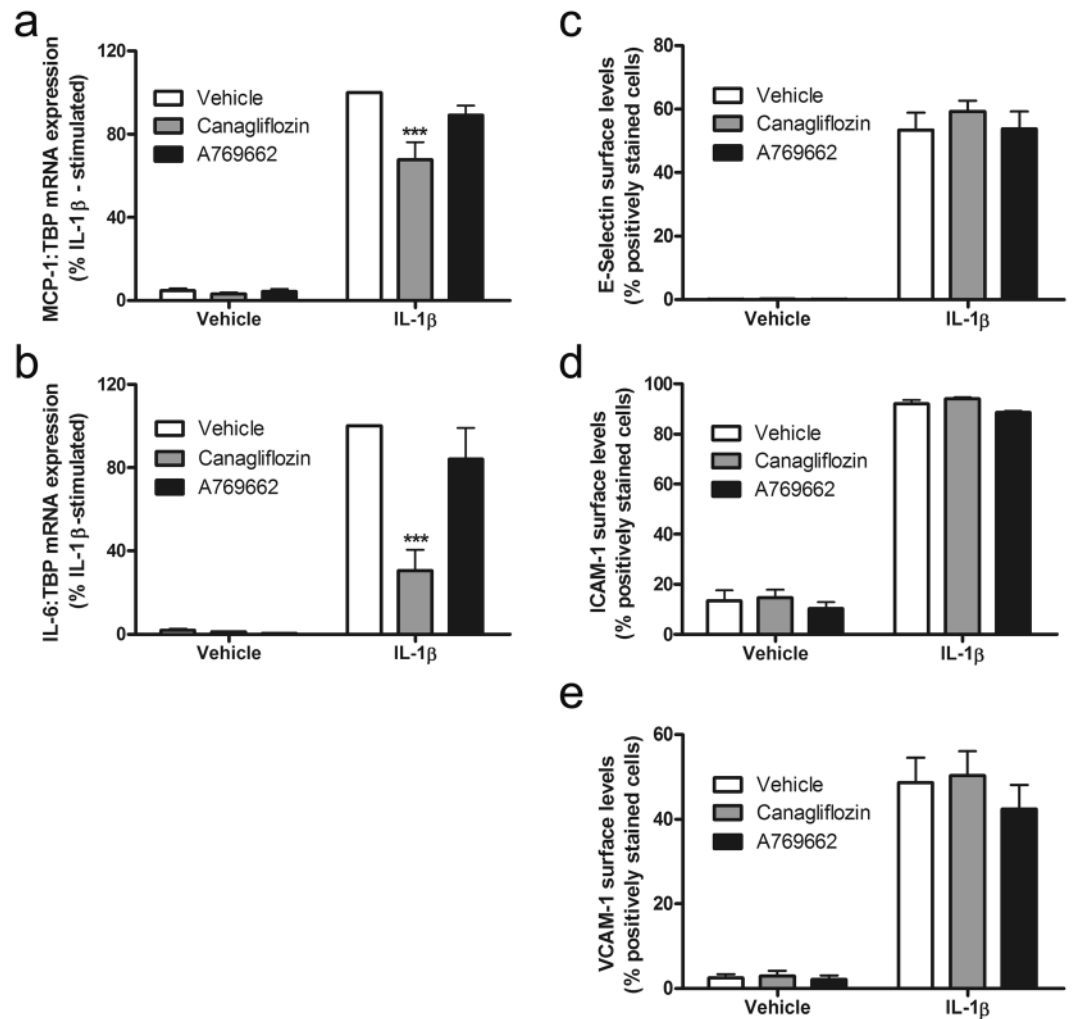 a
MCP-1:TBP mRNA expression
(% IL-1β - stimulated)
120
80
40
0
Vehicle
Canagliflozin
A769662
***
Vehicle
IL-1β
b
IL-6:TBP mRNA expression
(% IL-1β-stimulated)
120
80
40
0
Vehicle
Canagliflozin
A769662
***
Vehicle
IL-1β
c
E-Selectin surface levels
(% positively stained cells)
80
60
40
20
0
Vehicle
Canagliflozin
A769662
Vehicle
IL-1β
d
ICAM-1 surface levels
(% positively stained cells)
100
80
60
40
20
0
Vehicle
Canagliflozin
A769662
Vehicle
IL-1β
e
VCAM-1 surface levels
(% positively stained cells)
60
40
20
0
Vehicle
Canagliflozin
A769662
Vehicle
IL-1β